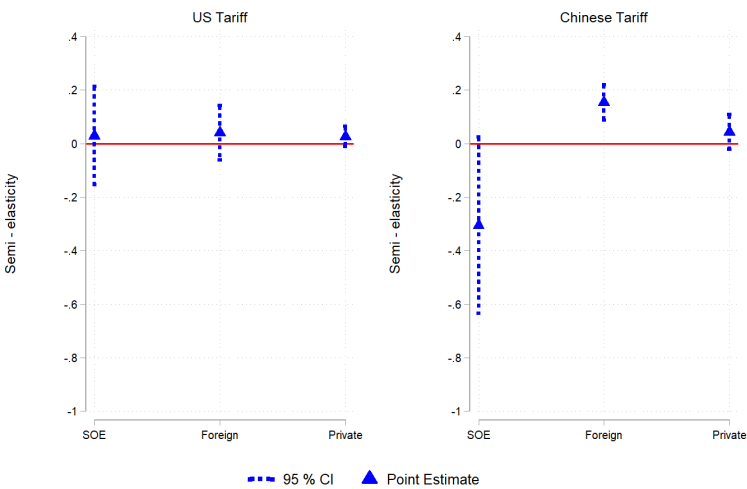 US Tariff
Semi - elasticity
.4
.2
0
-.2
-.4
-.6
-.8
-1
SOE Foreign Private
Chinese Tariff
Semi - elasticity
.4
.2
0
-.2
-.4
-.6
-.8
-1
SOE Foreign Private
95 % CI Point Estimate